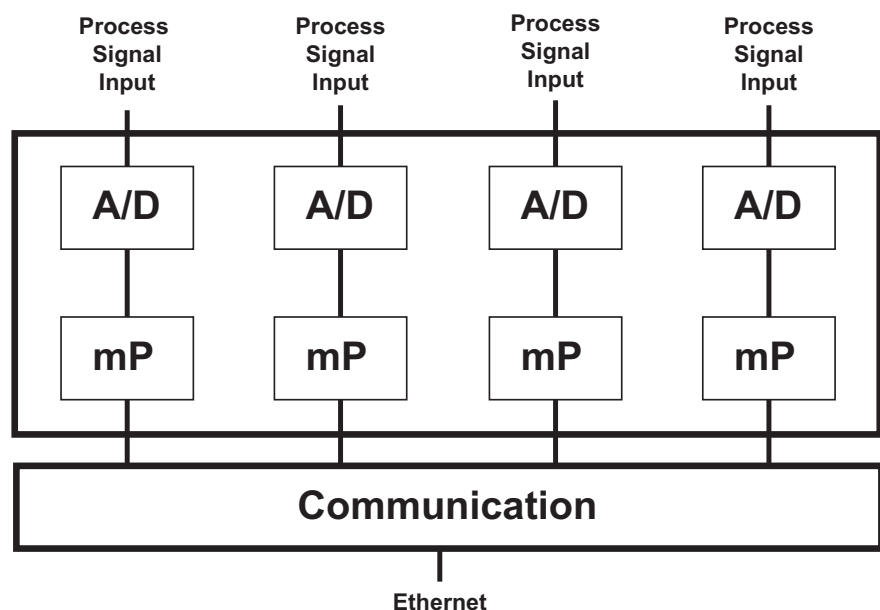 Process
Signal
Input
Process
Signal
Input
Process
Signal
Input
Process
Signal
Input
A/D
A/D
A/D
A/D
mP
mP
mP
mP
Communication
Ethernet